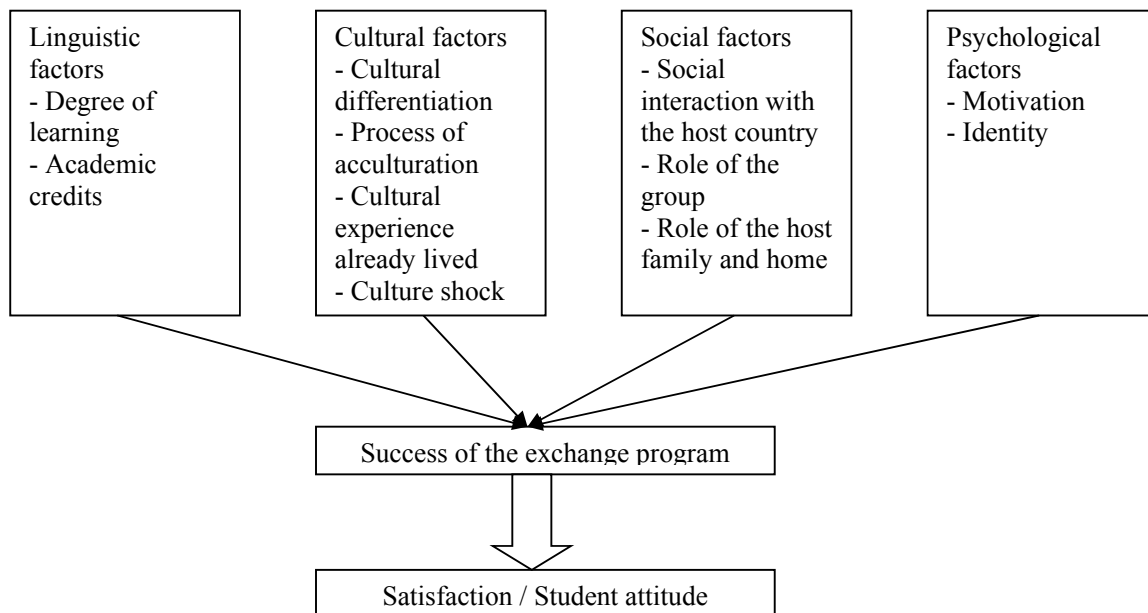 Linguistic
factors
- Degree of
learning
- Academic
credits
Cultural factors
- Cultural
differentiation
- Process of
acculturation
- Cultural
experience
already lived
- Culture shock
Social factors
- Social
interaction with
the host country
- Role of the
group
- Role of the host
family and home
Psychological
factors
- Motivation
- Identity
Success of the exchange program
Satisfaction / Student attitude